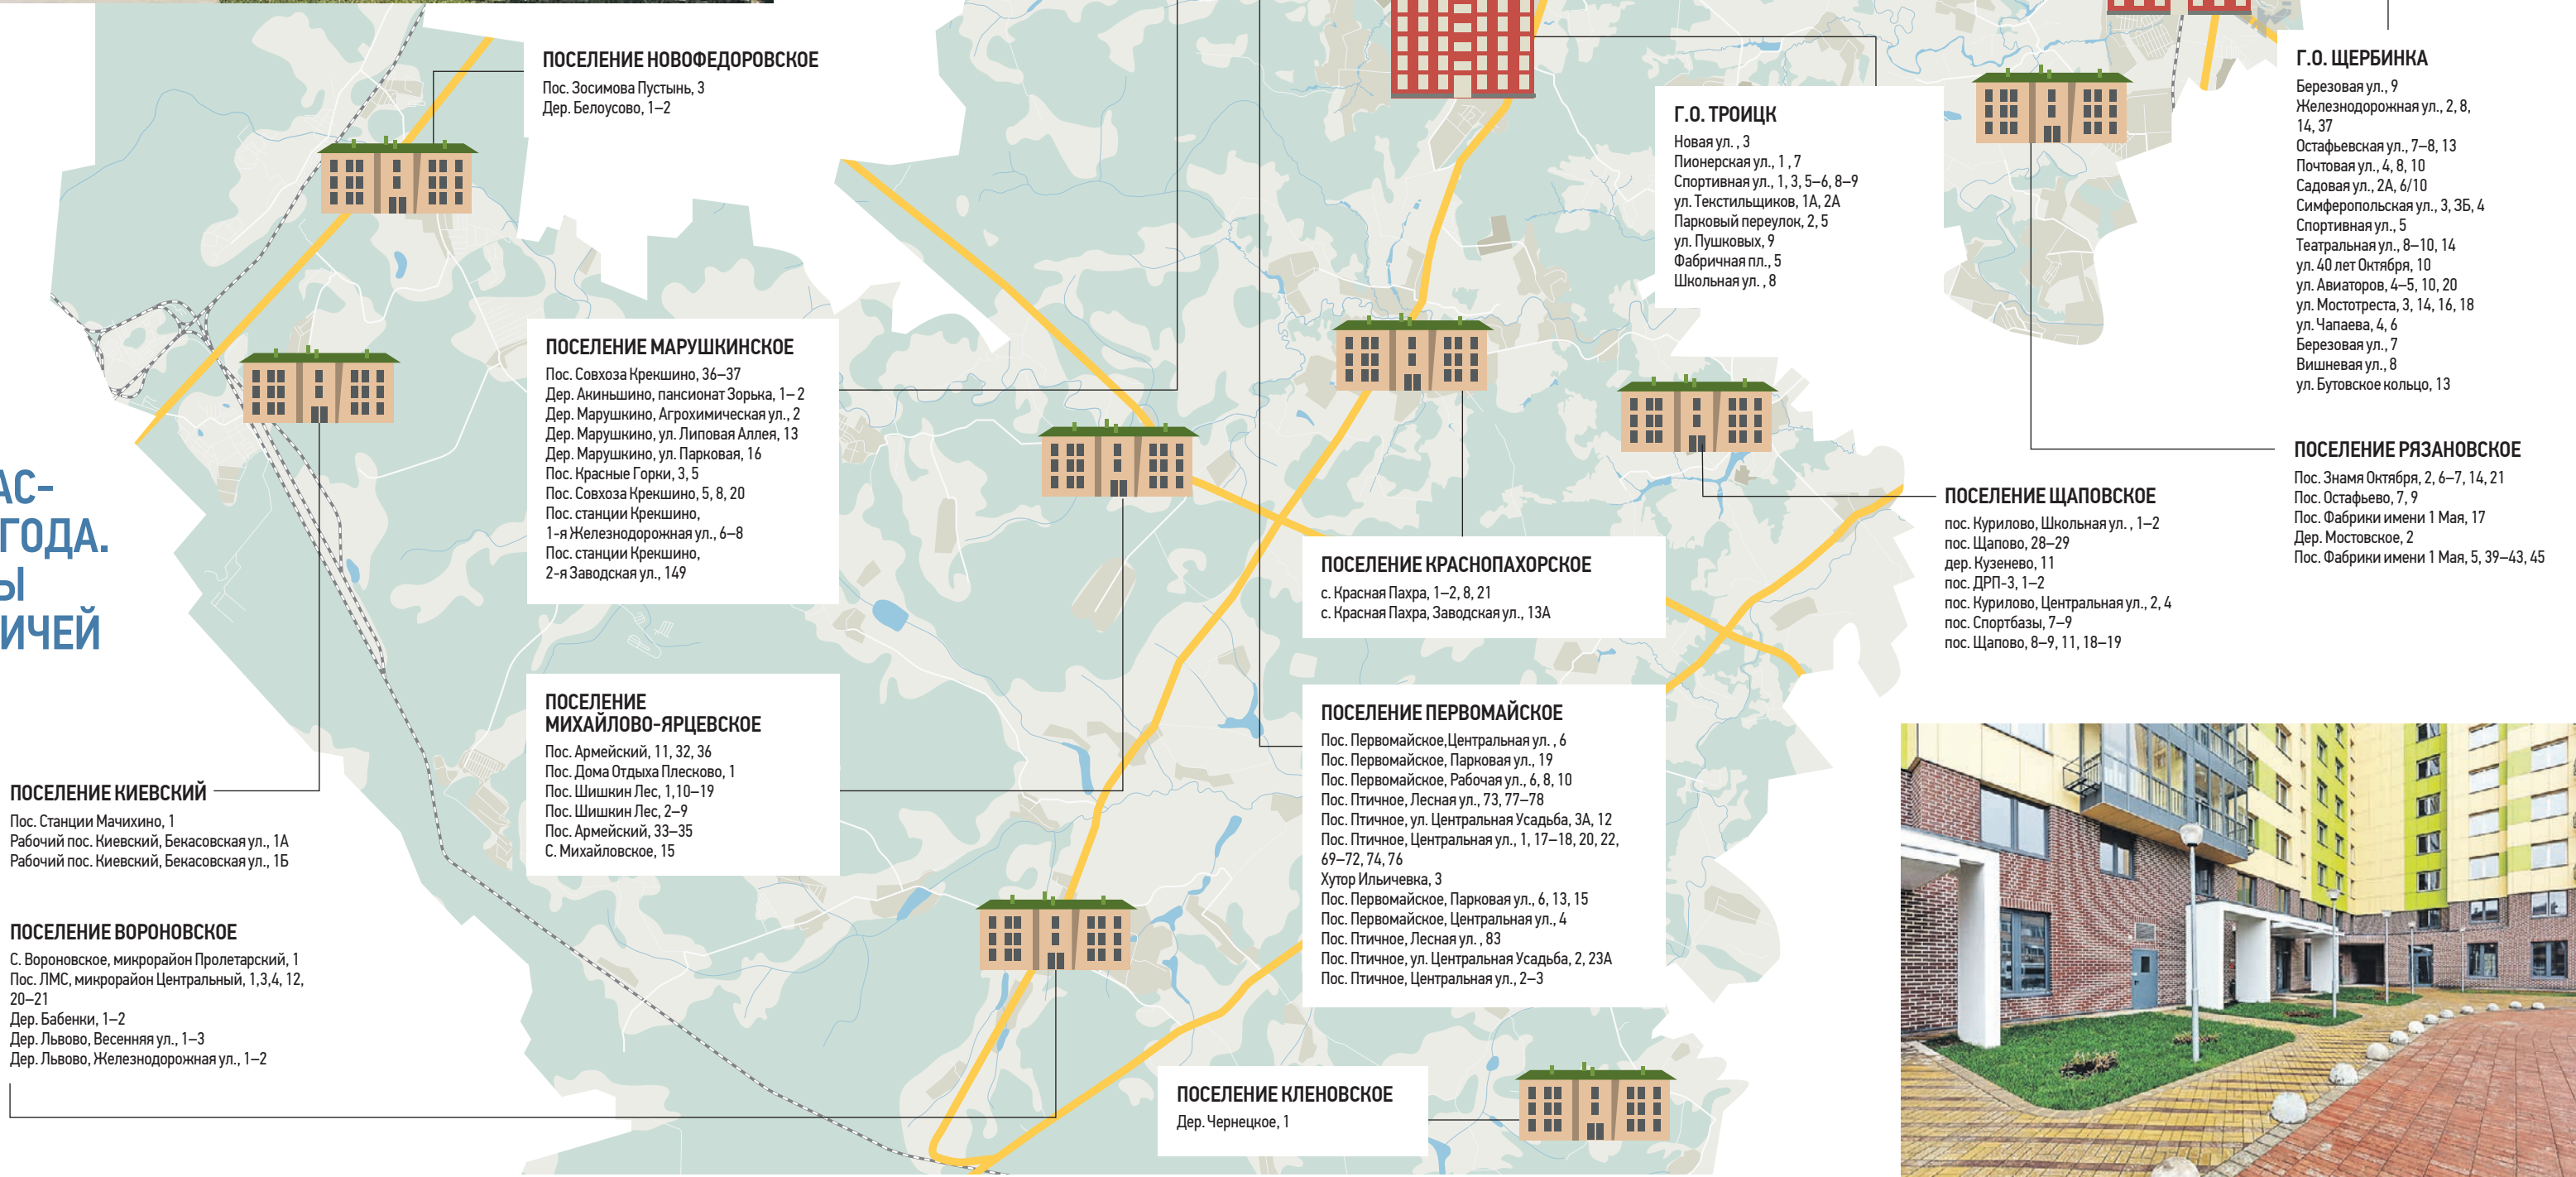 ПОСЕЛЕНИЕ НОВОФЕДОРОВСКОЕ
Пос. Зосимова Пустынь, 3
Дер. Белоусово, 1–2
АС-
ГОДА.
Ы
ИЧЕЙ
ПОСЕЛЕНИЕ КИЕВСКИЙ
Пос. Станции Мачихино, 1
Рабочий пос. Киевский, Бекасовская ул., 1А
Рабочий пос. Киевский, Бекасовская ул., 1Б
ПОСЕЛЕНИЕ ВОРОНОВСКОЕ
С. Вороновское, микрорайон Пролетарский, 1
Пос. ЛМС, микрорайон Центральный, 1,3,4, 12,
20–21
Дер. Бабенки, 1–2
Дер. Львово, Весенняя ул., 1–3
Дер. Львово, Железнодорожная ул., 1–2
ПОСЕЛЕНИЕ МАРУШКИНСКОЕ
Пос. Совхоза Крекшино, 36–37
Дер. Акиньшино, пансионат Зорька, 1–2
Дер. Марушкино, Агрохимическая ул., 2
Дер. Марушкино, ул. Липовая Аллея, 13
Дер. Марушкино, ул. Парковая, 16
Пос. Красные Горки, 3, 5
Пос. Совхоза Крекшино, 5, 8, 20
Пос. станции Крекшино,
1-я Железнодорожная ул., 6–8
Пос. станции Крекшино,
2-я Заводская ул., 149
ПОСЕЛЕНИЕ
МИХАЙЛОВО-ЯРЦЕВСКОЕ
Пос. Армейский, 11, 32, 36
Пос. Дома Отдыха Плесково, 1
Пос. Шишкин Лес, 1,10–19
Пос. Шишкин Лес, 2–9
Пос. Армейский, 33–35
С. Михайловское, 15
ПОСЕЛЕНИЕ КРАСНОПАХОРСКОЕ
с. Красная Пахра, 1–2, 8, 21
с. Красная Пахра, Заводская ул., 13А
ПОСЕЛЕНИЕ ПЕРВОМАЙСКОЕ
Пос. Первомайское,Центральная ул. , 6
Пос. Первомайское, Парковая ул., 19
Пос. Первомайское, Рабочая ул., 6, 8, 10
Пос. Птичное, Лесная ул., 73, 77–78
Пос. Птичное, ул. Центральная Усадьба, 3А, 12
Пос. Птичное, Центральная ул., 1, 17–18, 20, 22,
69–72, 74, 76
Хутор Ильичевка, 3
Пос. Первомайское, Парковая ул., 6, 13, 15
Пос. Первомайское, Центральная ул., 4
Пос. Птичное, Лесная ул. , 83
Пос. Птичное, ул. Центральная Усадьба, 2, 23А
Пос. Птичное, Центральная ул., 2–3
ПОСЕЛЕНИЕ КЛЕНОВСКОЕ
Дер. Чернецкое, 1
Г.О. ТРОИЦК
Новая ул. , 3
Пионерская ул., 1 , 7
Спортивная ул., 1, 3, 5–6, 8–9
ул. Текстильщиков, 1А, 2А
Парковый переулок, 2, 5
ул. Пушковых, 9
Фабричная пл., 5
Школьная ул. , 8
ПОСЕЛЕНИЕ ЩАПОВСКОЕ
пос. Курилово, Школьная ул. , 1–2
пос. Щапово, 28–29
дер. Кузенево, 11
пос. ДРП-3, 1–2
пос. Курилово, Центральная ул., 2, 4
пос. Спортбазы, 7–9
пос. Щапово, 8–9, 11, 18–19
Г.О. ЩЕРБИНКА
Березовая ул., 9
Железнодорожная ул., 2, 8,
14, 37
Остафьевская ул., 7–8, 13
Почтовая ул., 4, 8, 10
Садовая ул., 2А, 6/10
Симферопольская ул., 3, 3Б, 4
Спортивная ул., 5
Театральная ул., 8–10, 14
ул. 40 лет Октября, 10
ул. Авиаторов, 4–5, 10, 20
ул. Мостотреста, 3, 14, 16, 18
ул. Чапаева, 4, 6
Березовая ул., 7
Вишневая ул., 8
ул. Бутовское кольцо, 13
ПОСЕЛЕНИЕ РЯЗАНОВСКОЕ
Пос. Знамя Октября, 2, 6–7, 14, 21
Пос. Остафьево, 7, 9
Пос. Фабрики имени 1 Мая, 17
Дер. Мостовское, 2
Пос. Фабрики имени 1 Мая, 5, 39–43, 45